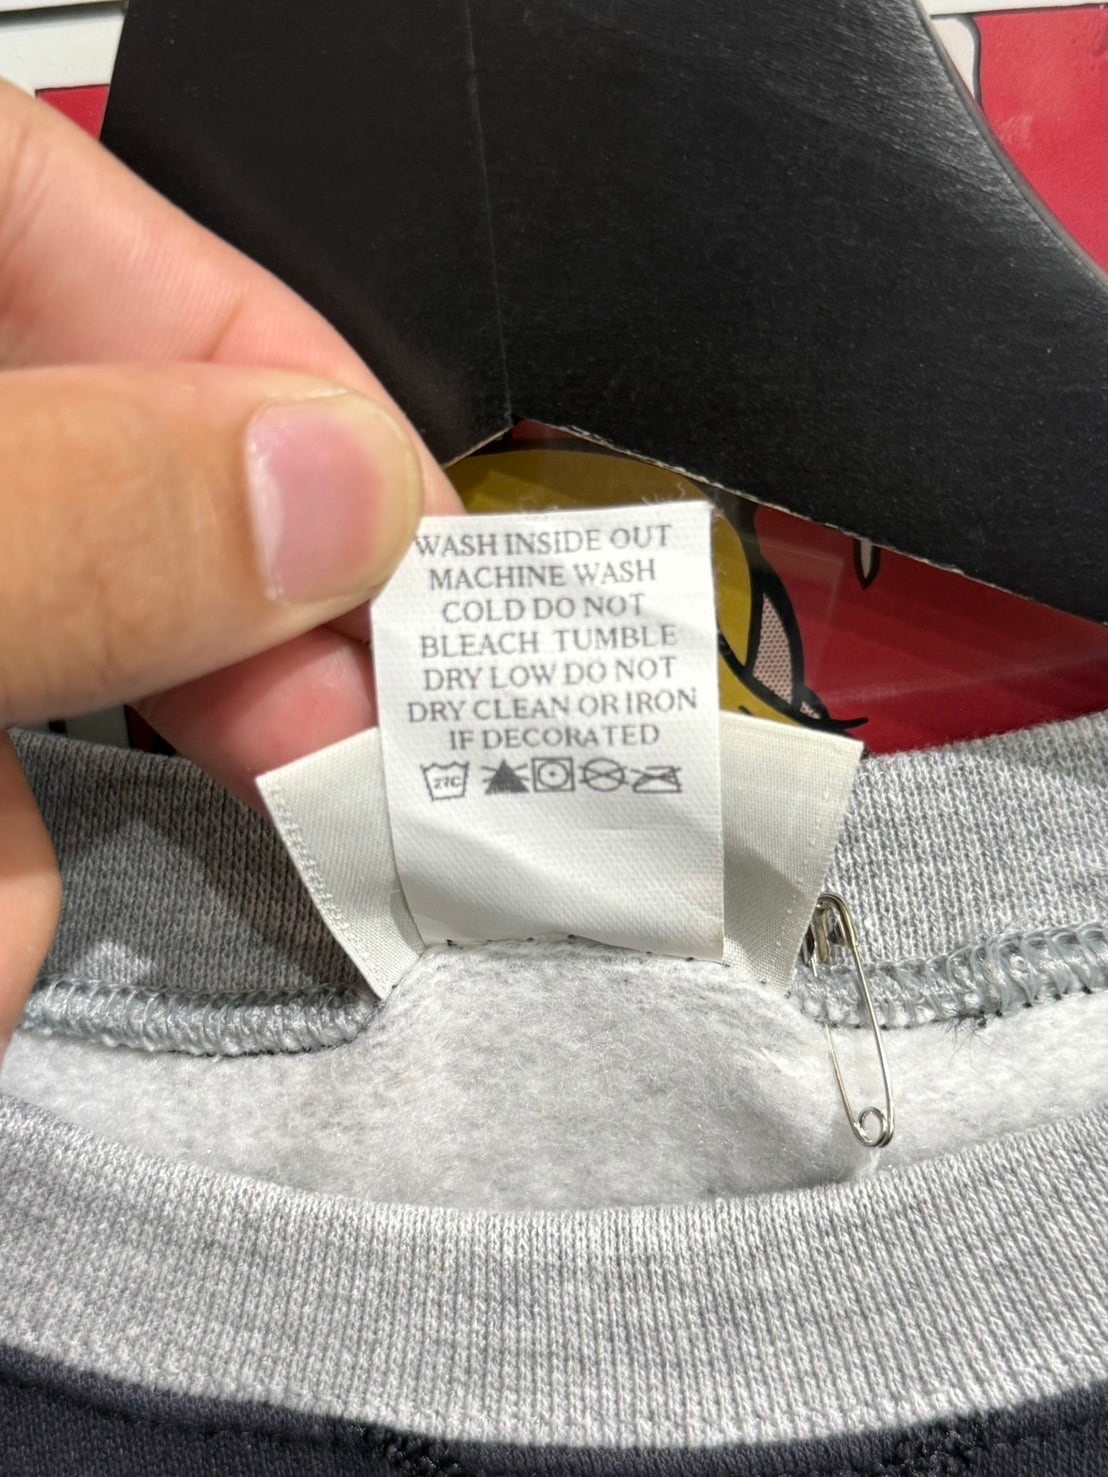 WASH INSIDE OUT
MACHINE WASH
COLD DO NOT
BLEACH TUMBLE
DRY LOW DO NOT
DRY CLEAN OR IRON
IF DECORATED
27C